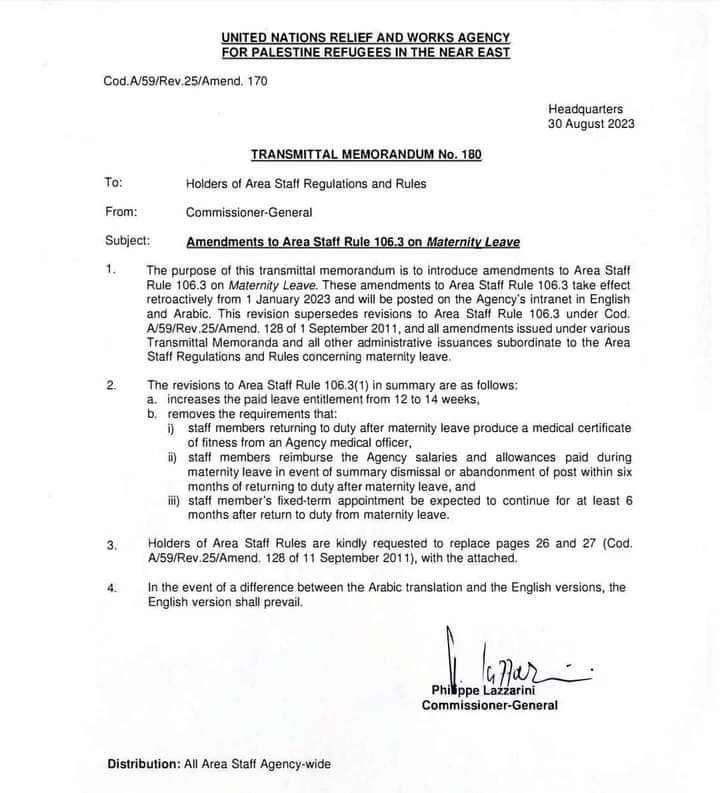 UNITED NATIONS RELIEF AND WORKS AGENCY
FOR PALESTINE REFUGEES IN THE NEAR EAST
Cod.A/59/Rev.25/Amend. 170
Headquarters
30 August 2023
TRANSMITTAL MEMORANDUM No. 180
To: Holders of Area Staff Regulations and Rules
From: Commissioner-General
Subject: Amendments to Area Staff Rule 106.3 on Maternity Leave
1. The purpose of this transmittal memorandum is to introduce amendments to Area Staff
Rule 106.3 on Maternity Leave. These amendments to Area Staff Rule 106.3 take effect
retroactively from 1 January 2023 and will be posted on the Agency's intranet in English
and Arabic. This revision supersedes revisions to Area Staff Rule 106.3 under Cod.
A/59/Rev.25/Amend. 128 of 1 September 2011, and all amendments issued under various
Transmittal Memoranda and all other administrative issuances subordinate to the Area
Staff Regulations and Rules concerning maternity leave.
2. The revisions to Area Staff Rule 106.3(1) in summary are as follows:
a. increases the paid leave entitlement from 12 to 14 weeks,
b. removes the requirements that:
i) staff members returning to duty after maternity leave produce a medical certificate
of fitness from an Agency medical officer,
ii) staff members reimburse the Agency salaries and allowances paid during
maternity leave in event of summary dismissal or abandonment of post within six
months of returning to duty after maternity leave, and
iii) staff member's fixed-term appointment be expected to continue for at least 6
months after return to duty from maternity leave.
3. Holders of Area Staff Rules are kindly requested to replace pages 26 and 27 (Cod.
A/59/Rev.25/Amend. 128 of 11 September 2011), with the attached.
4. In the event of a difference between the Arabic translation and the English versions, the
English version shall prevail.
Philippe Lazzarini
Commissioner-General
Distribution: All Area Staff Agency-wide